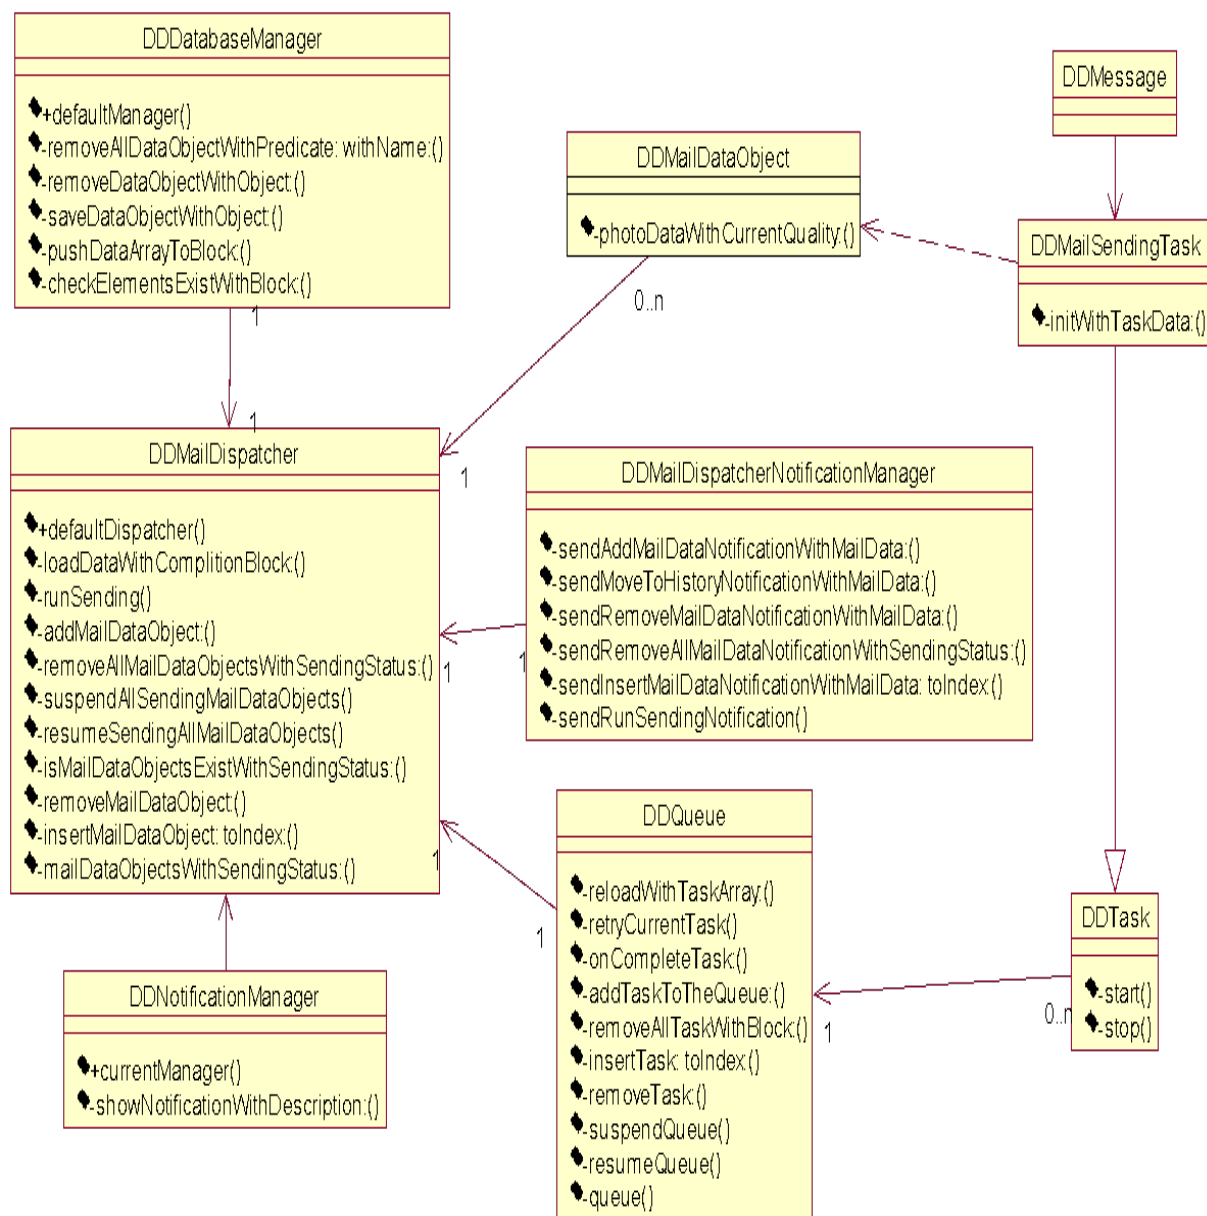 DDDatabaseManager
+defaultManager()
-removeAllDataObjectWithPredicate: withName:()
-removeDataObjectWithObject:()
-saveDataObjectWithObject:()
-pushDataArrayToBlock:()
-checkElementsExistWithBlock:()
1
1
DDMessage
DDMailDataObject
-photoDataWithCurrentQuality:()
0..n
1
DDMailSendingTask
-initWithTaskData:()
DDMailDispatcher
+defaultDispatcher()
-loadDataWithComplitionBlock:()
-runSending()
-addMailDataObject:()
-removeAllMailDataObjectsWithSendingStatus:()
-suspendAllSendingMailDataObjects()
-resumeSendingAllMailDataObjects()
-isMailDataObjectsExistWithSendingStatus:()
-removeMailDataObject:()
-insertMailDataObject: toIndex:()
-mailDataObjectsWithSendingStatus:()
DDMailDispatcherNotificationManager
-sendAddMailDataNotificationWithMailData:()
-sendMoveToHistoryNotificationWithMailData:()
-sendRemoveMailDataNotificationWithMailData:()
-sendRemoveAllMailDataNotificationWithSendingStatus:()
-sendInsertMailDataNotificationWithMailData: toIndex:()
-sendRunSendingNotification()
1
1
DDQueue
-reloadWithTaskArray:()
-retryCurrentTask()
-onCompleteTask:()
-addTaskToTheQueue:()
-removeAllTaskWithBlock:()
-insertTask: toIndex:()
-removeTask:()
-suspendQueue()
-resumeQueue()
-queue()
1
1
DDTask
-start()
-stop()
0..n
1
DDNotificationManager
+currentManager()
-showNotificationWithDescription:()